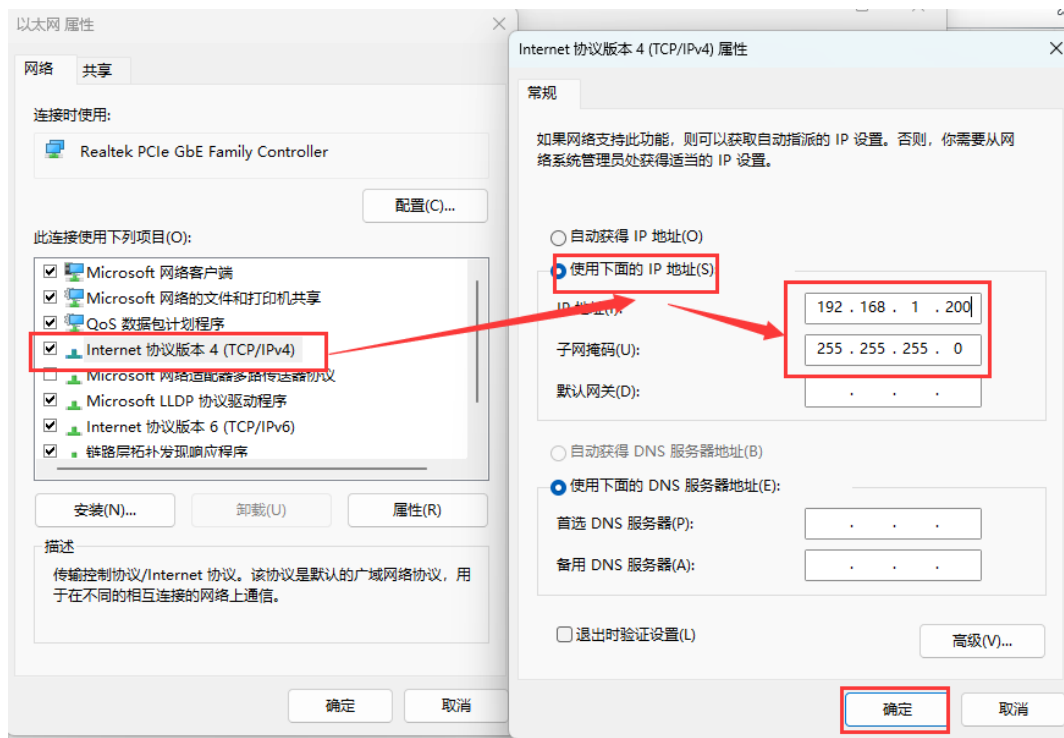 以太网 属性
网络
共享
连接时使用:
Realtek PCIe GbE Family Controller
配置(C)...
此连接使用下列项目(O):
Microsoft 网络客户端
Microsoft 网络的文件和打印机共享
QoS 数据包计划程序
Internet 协议版本 4 (TCP/IPv4)
Microsoft 网络适配器多路传送器协议
Microsoft LLDP 协议驱动程序
Internet 协议版本 6 (TCP/IPv6)
链路层拓扑发现响应程序
安装(N)...
卸载(U)
属性(R)
描述
传输控制协议/Internet 协议。该协议是默认的广域网络协议，用
于在不同的相互连接的网络上通信。
确定
取消
Internet 协议版本 4 (TCP/IPv4) 属性
常规
如果网络支持此功能，则可以获取自动指派的 IP 设置。否则，你需要从网
络系统管理员处获得适当的 IP 设置。
自动获得 IP 地址(O)
使用下面的 IP 地址(S):
IP 地址(I):
192 . 168 . 1 . 200
子网掩码(U):
255 . 255 . 255 . 0
默认网关(D):
. . .
自动获得 DNS 服务器地址(B)
使用下面的 DNS 服务器地址(E):
首选 DNS 服务器(P):
. . .
备用 DNS 服务器(A):
. . .
退出时验证设置(L)
高级(V)...
确定
取消